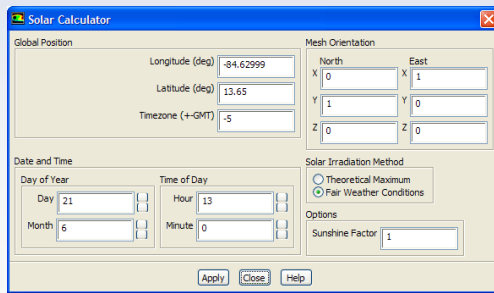 Solar Calculator
Global Position
Longitude (deg) -84.62999
Latitude (deg) 13.65
Timezone (+-GMT) -5
Mesh Orientation
North East
X 0 X 1
Y 1 Y 0
Z 0 Z 0
Date and Time
Day of Year
Day 21
Month 6
Time of Day
Hour 13
Minute 0
Solar Irradiation Method
Theoretical Maximum
Fair Weather Conditions
Options
Sunshine Factor 1
Apply Close Help